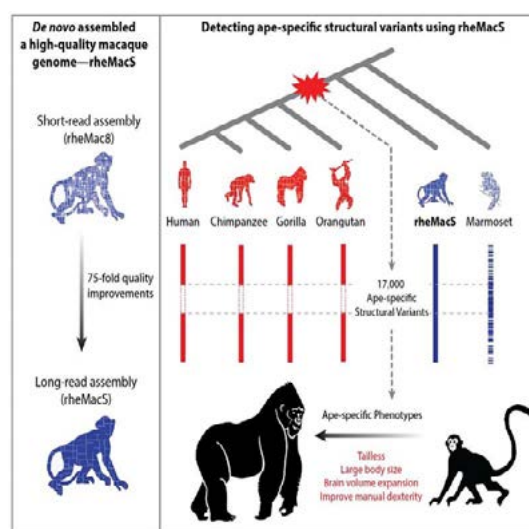 De novo assembled
a high-quality macaque
genome—rheMacS
Short-read assembly
(rheMac8)
75-fold quality
improvements
Long-read assembly
(rheMacS)
Detecting ape-specific structural variants using rheMacS
Human
Chimpanzee
Gorilla
Orangutan
rheMacS
Marmoset
17,000
Ape-specific
Structural Variants
Ape-specific Phenotypes
Tailless
Large body size
Brain volume expansion
Improve manual dexterity